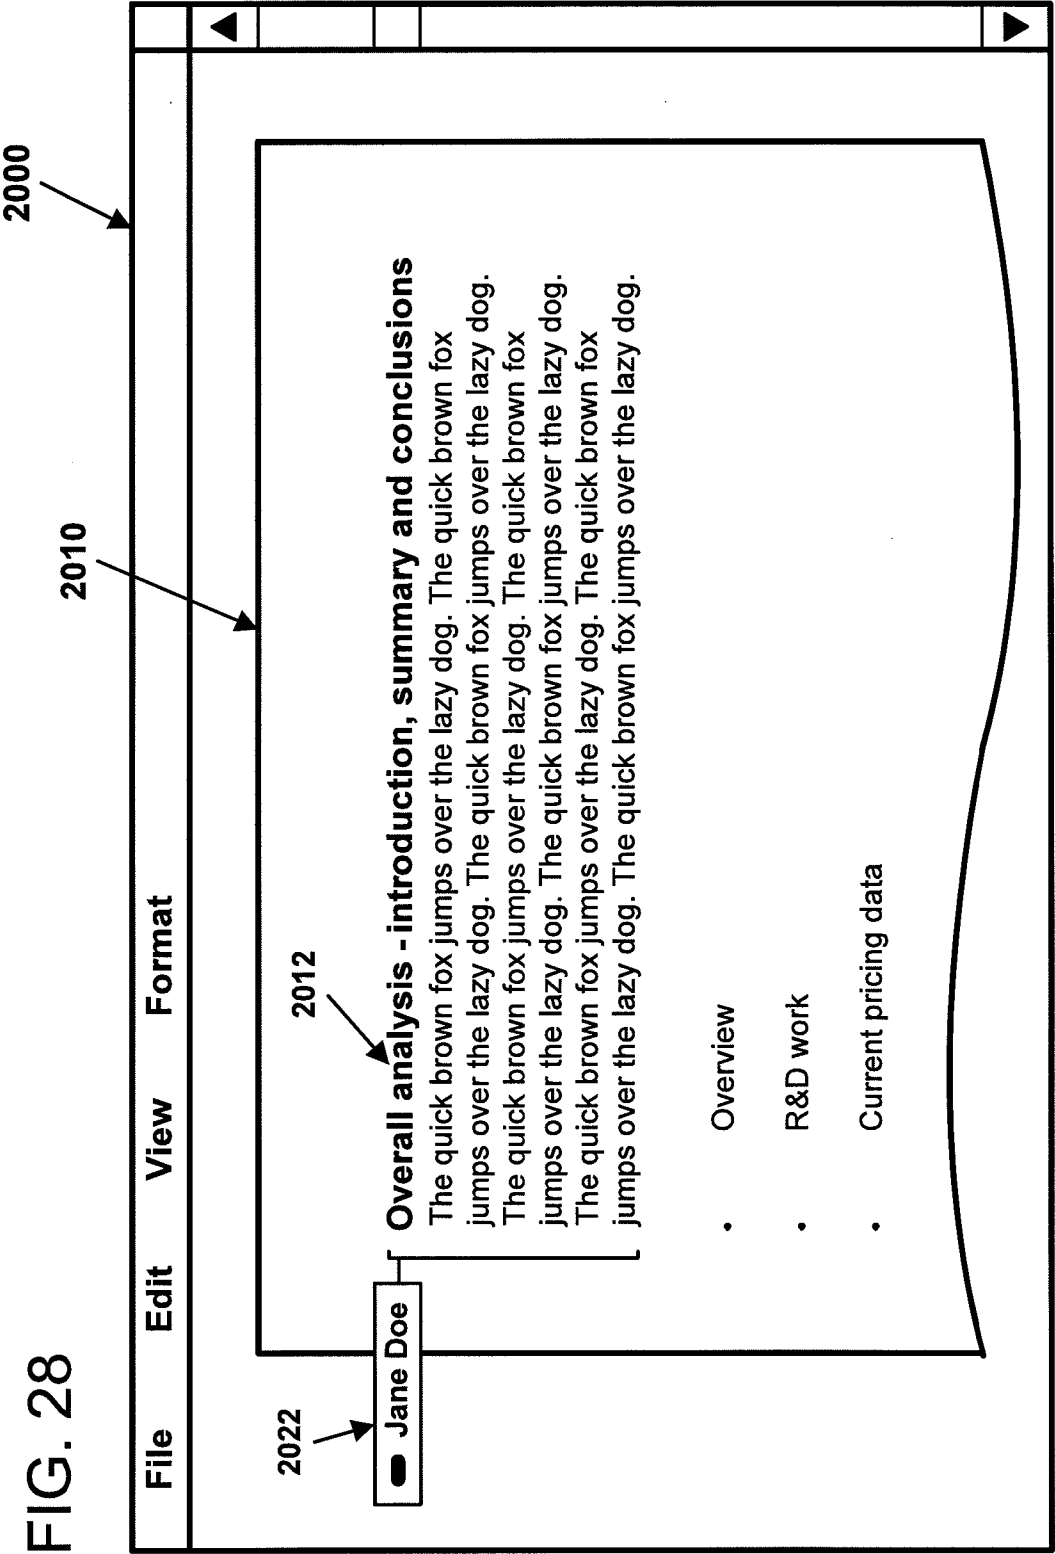 FIG. 28
2000
2010
File Edit View Format
2012
2022
Jane Doe
Overall analysis - introduction, summary and conclusions
The quick brown fox jumps over the lazy dog. The quick brown fox
jumps over the lazy dog. The quick brown fox jumps over the lazy dog.
The quick brown fox jumps over the lazy dog. The quick brown fox
jumps over the lazy dog. The quick brown fox jumps over the lazy dog.
The quick brown fox jumps over the lazy dog. The quick brown fox
jumps over the lazy dog. The quick brown fox jumps over the lazy dog.
• Overview
• R&D work
• Current pricing data